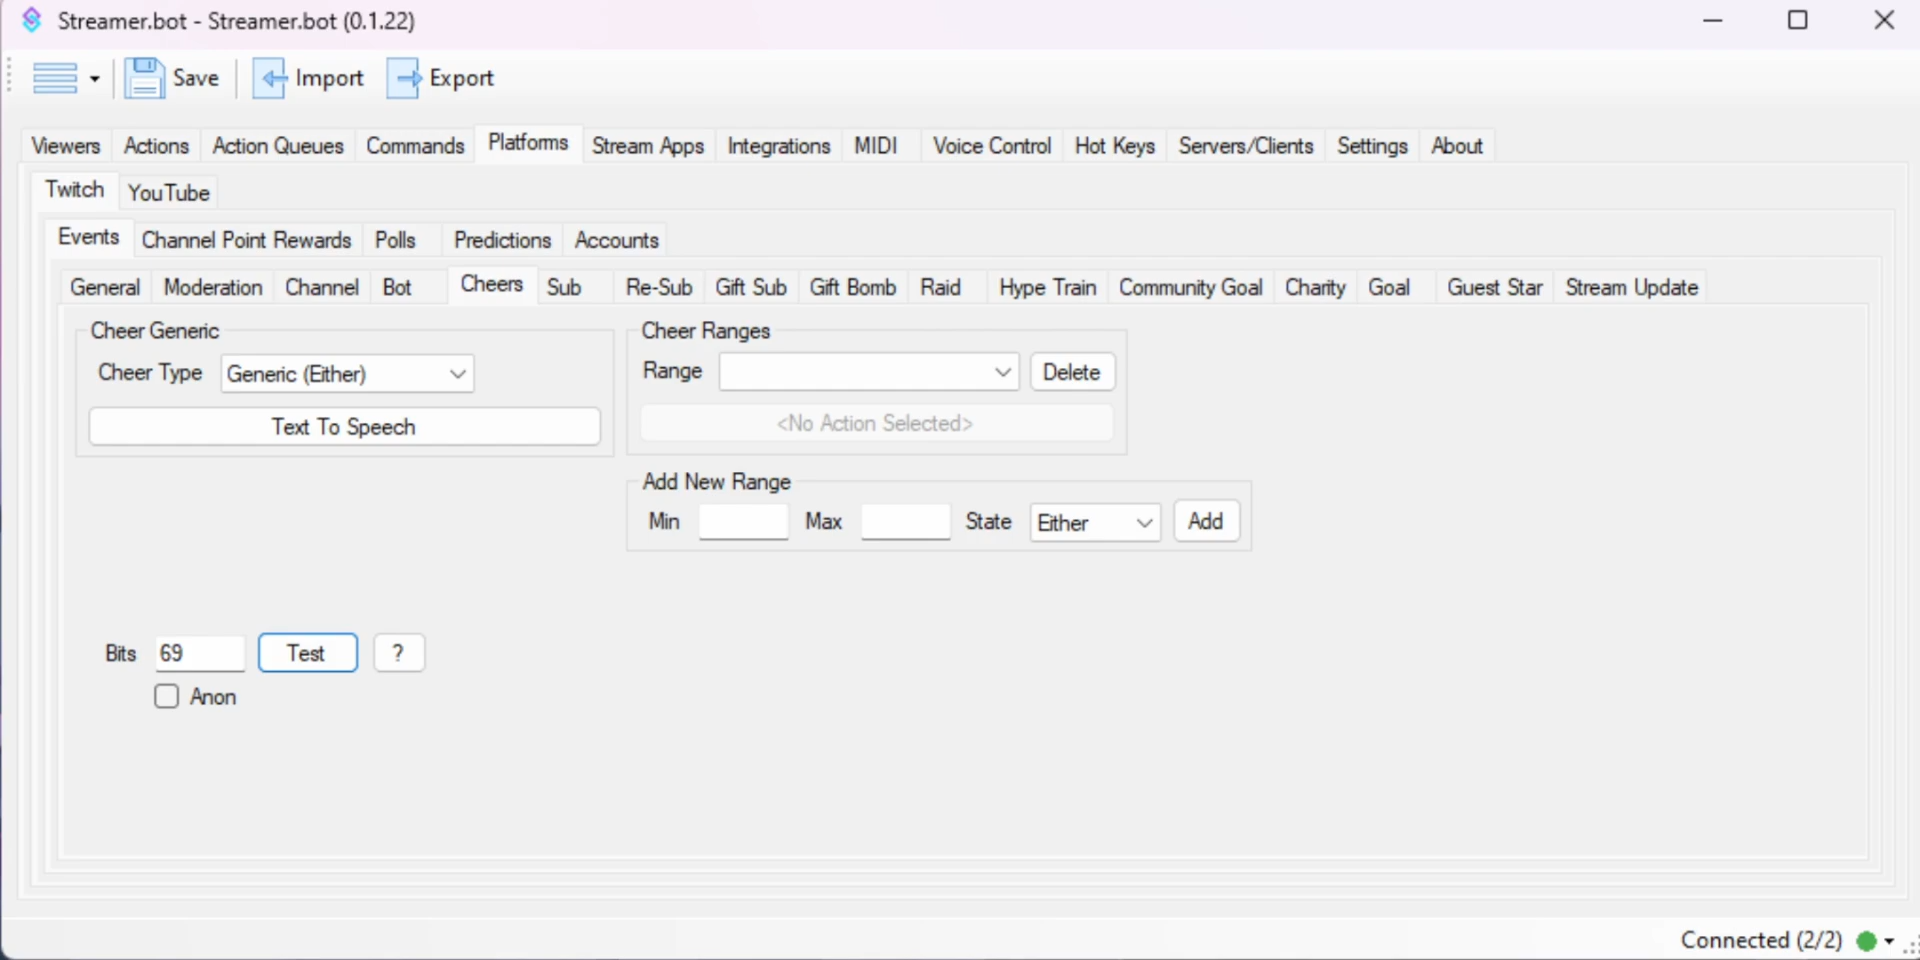 Streamer.bot - Streamer.bot (0.1.22)
Save Import Export
Viewers Actions Action Queues Commands Platforms Stream Apps Integrations MIDI Voice Control Hot Keys Servers/Clients Settings About
Twitch YouTube
Events Channel Point Rewards Polls Predictions Accounts
General Moderation Channel Bot Cheers Sub Re-Sub Gift Sub Gift Bomb Raid Hype Train Community Goal Charity Goal Guest Star Stream Update
Cheer Generic
Cheer Type Generic (Either)
Text To Speech
Cheer Ranges
Range Delete
<No Action Selected>
Add New Range
Min Max State Either Add
Bits 69 Test ?
Anon
Connected (2/2)